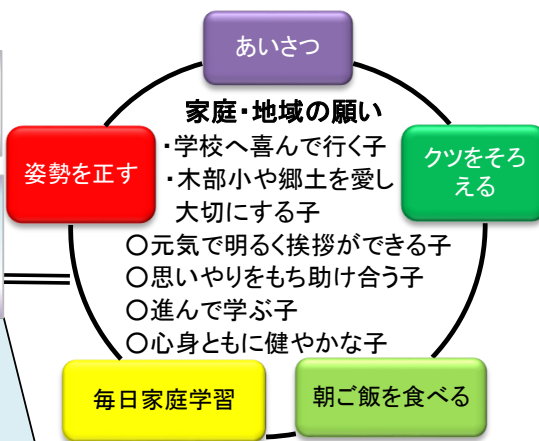 あいさつ
家庭・地域の願い
・学校へ喜んで行く子
・木部小や郷土を愛し
大切にする子
○元気で明るく挨拶ができる子
○思いやりをもち助け合う子
○進んで学ぶ子
○心身ともに健やかな子
姿勢を正す
クツをそろ
える
毎日家庭学習
朝ご飯を食べる